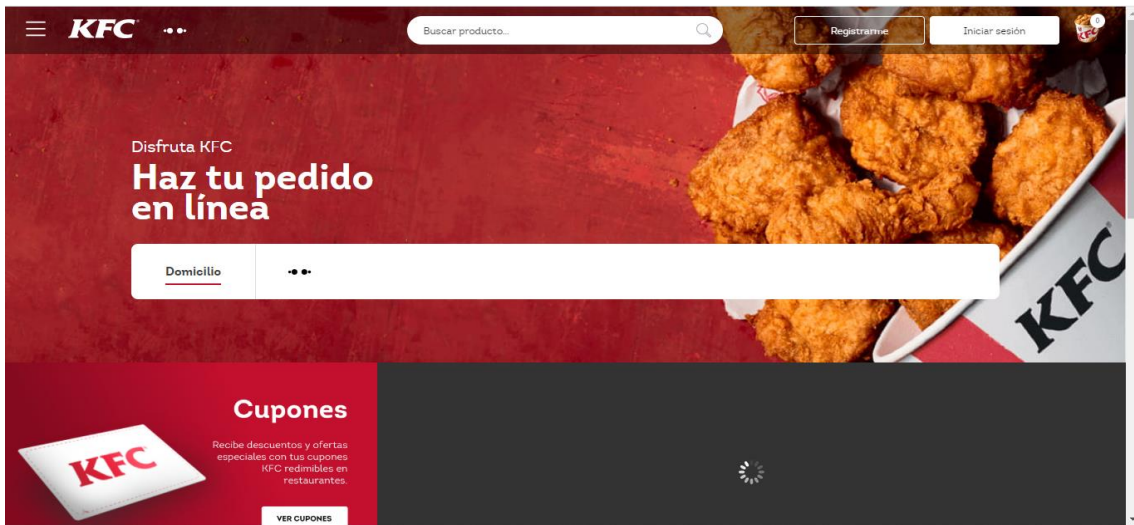 KFC
Buscar producto...
Registrarme
Iniciar sesión
0
KFC
Disfruta KFC
Haz tu pedido
en línea
Domicilio
KFC
Cupones
Recibe descuentos y ofertas
especiales con tus cupones
KFC redimibles en
restaurantes.
KFC
VER CUPONES